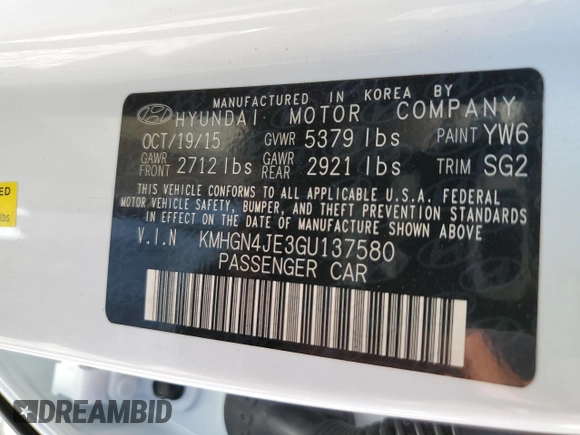 MANUFACTURED IN KOREA BY
HYUNDAI MOTOR COMPANY
OCT/19/15 GVWR 5379 lbs PAINT YW6
GAWR FRONT 2712 lbs GAWR REAR 2921 lbs TRIM SG2
THIS VEHICLE CONFORMS TO ALL APPLICABLE U.S.A. FEDERAL
MOTOR VEHICLE SAFETY, BUMPER, AND THEFT PREVENTION STANDARDS
IN EFFECT ON THE DATE OF MANUFACTURE SHOWN ABOVE.
V.I.N KMHGN4JE3GU137580
PASSENGER CAR
lbs
DREAMBID